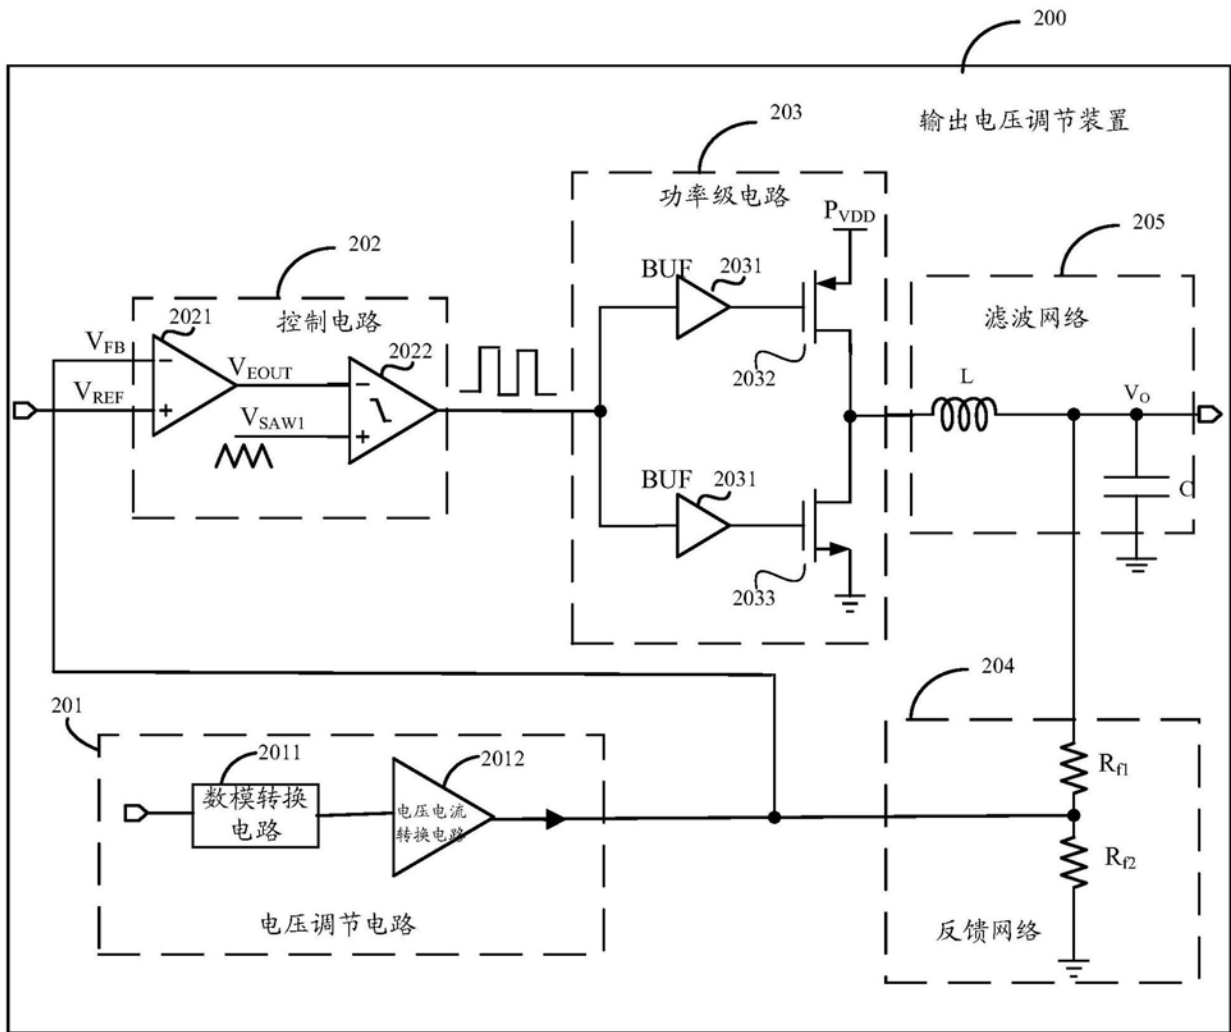 200
输出电压调节装置
203
功率级电路
PVDD
202
205
BUF
2031
控制电路
滤波网络
2021
VFB
2022
VEOUT
2032
L
VO
VREF
VSAW1
BUF
2031
C
2033
204
201
2011
2012
数模转换
电路
电压电流
转换电路
Rf1
Rf2
电压调节电路
反馈网络